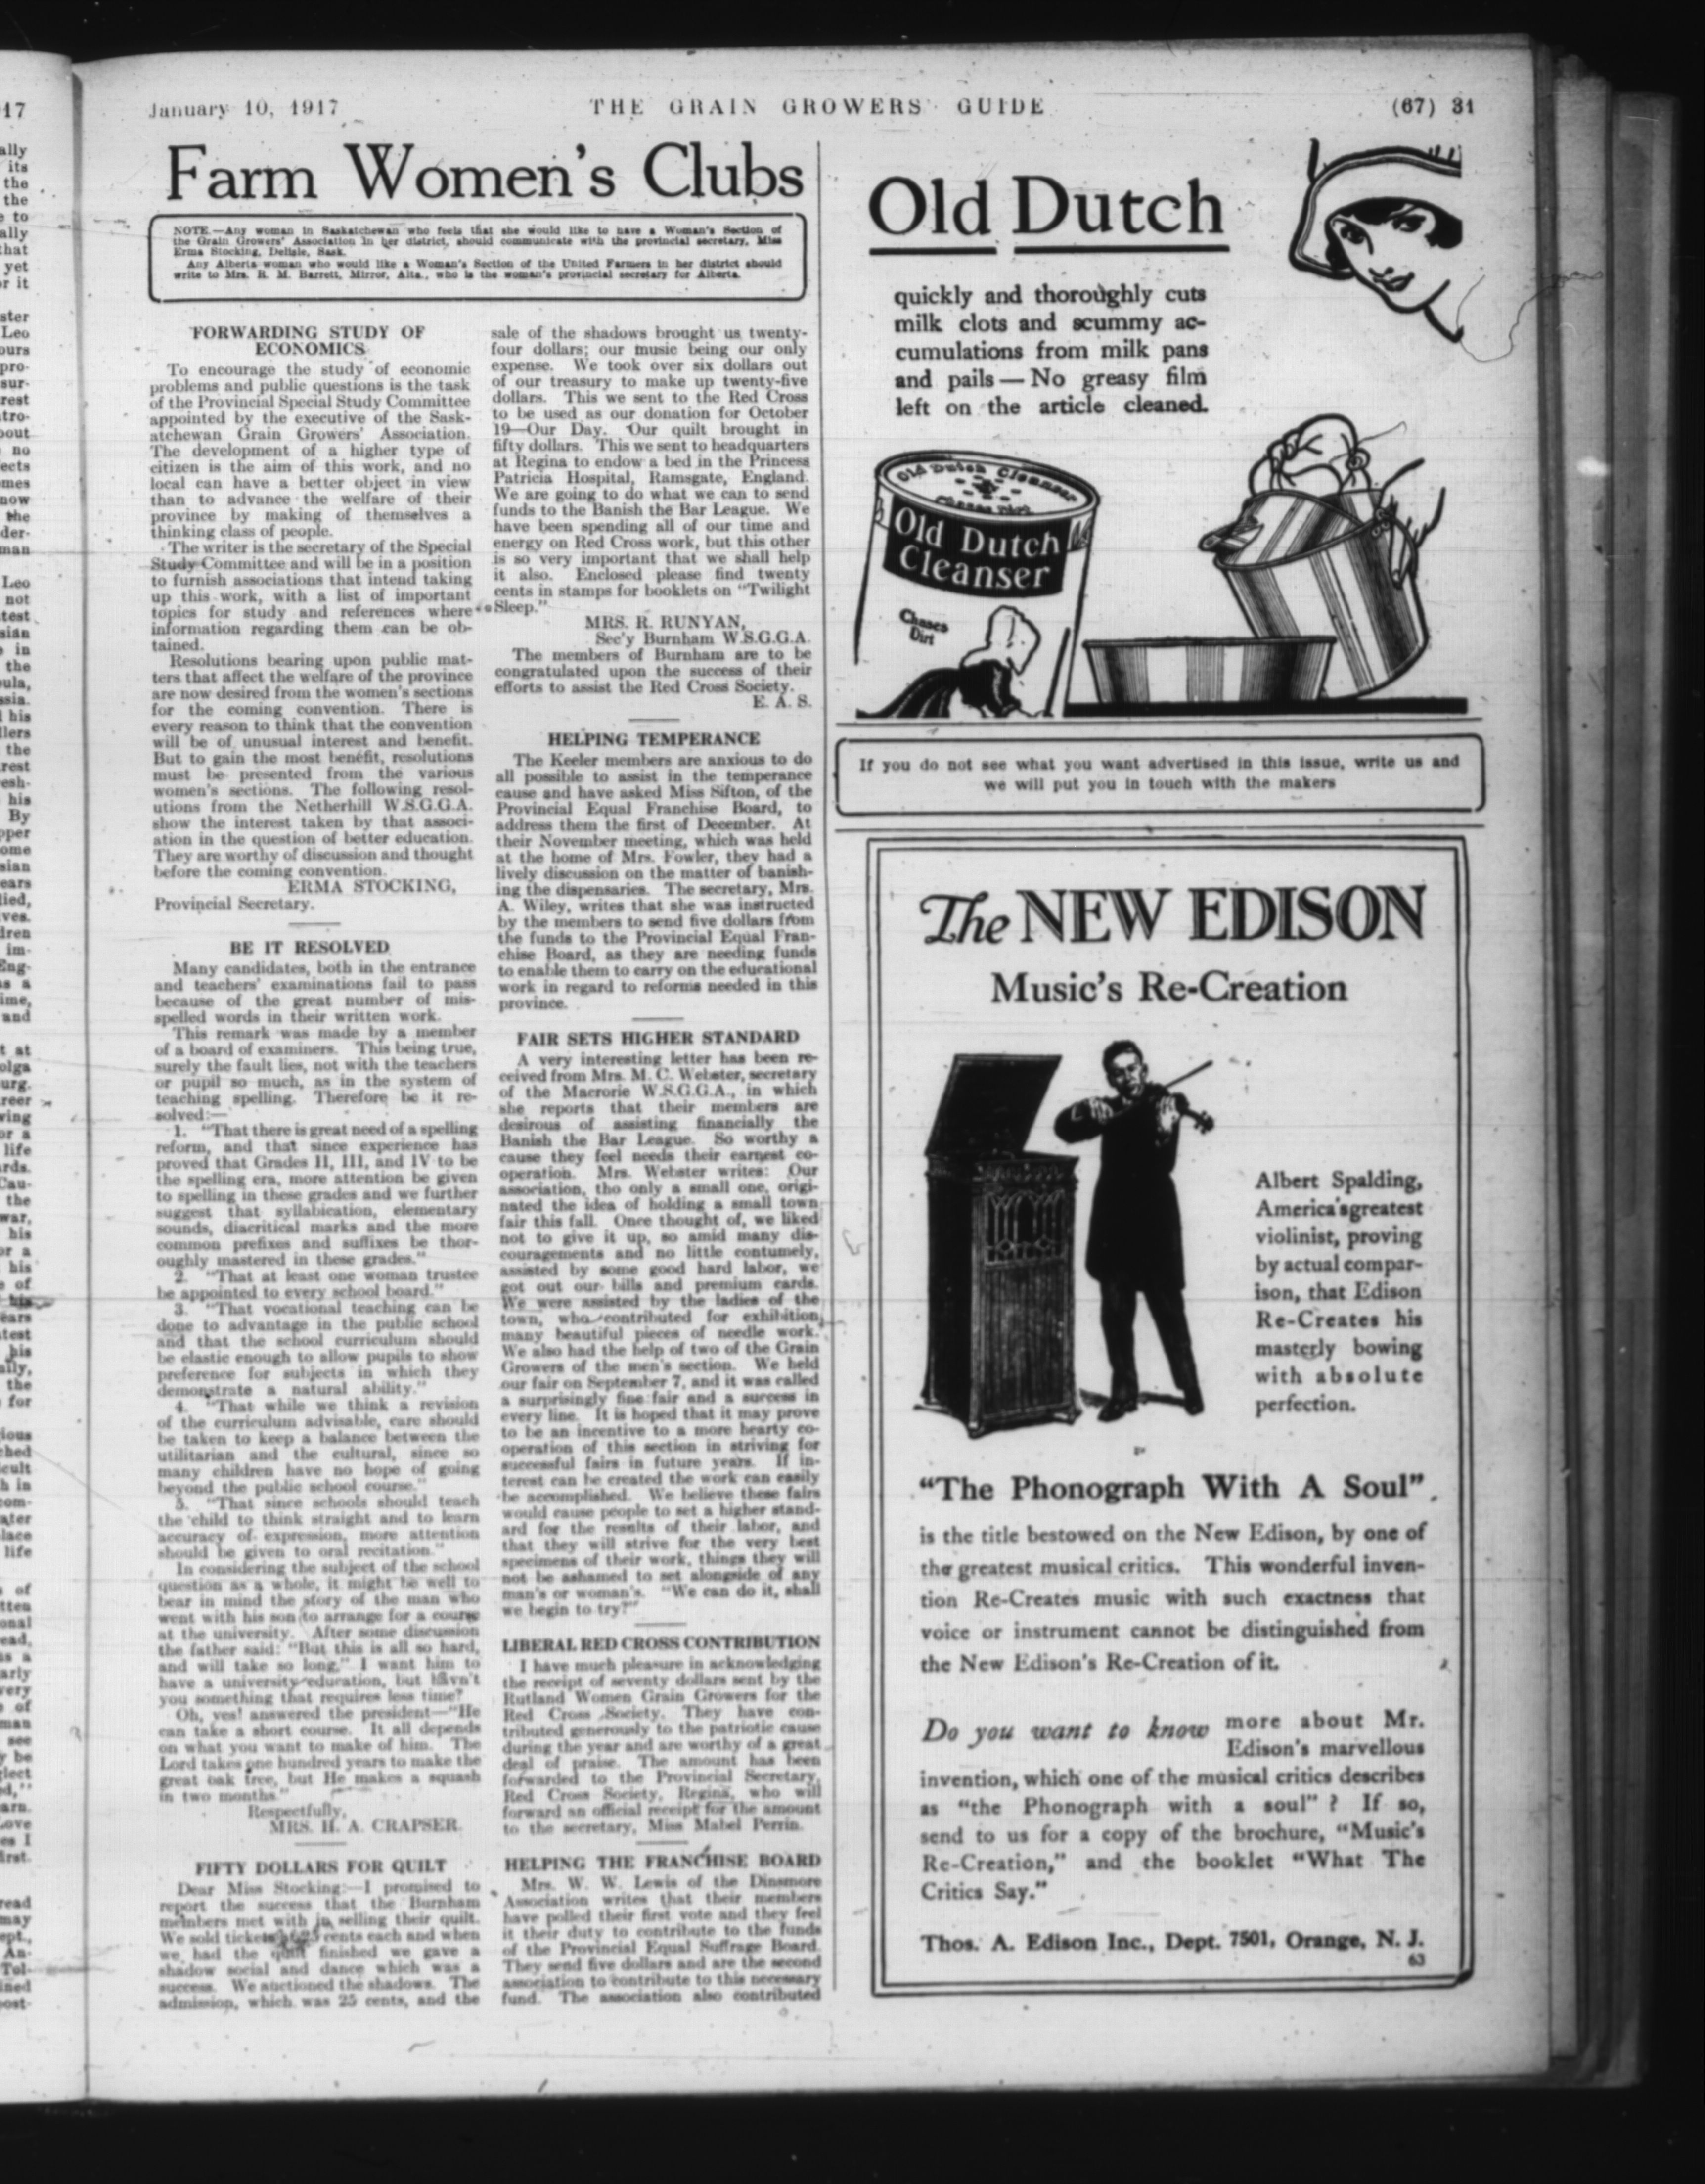 January 10, 1917
THE GRAIN GROWERS' GUIDE
(67) 31
Farm Women's Clubs
NOTE.—Any woman in Saskatchewan who feels that she would like to have a Woman's Section of
the Grain Growers' Association in her district, should communicate with the provincial secretary, Miss
Erma Stocking, Delisle, Sask.
Any Alberta woman who would like a Woman's Section of the United Farmers in her district should
write to Mrs. R. M. Barrett, Mirror, Alta., who is the woman's provincial secretary for Alberta.
FORWARDING STUDY OF
ECONOMICS
To encourage the study of economic
problems and public questions is the task
of the Provincial Special Study Committee
appointed by the executive of the Sask-
atchewan Grain Growers' Association.
The development of a higher type of
citizen is the aim of this work, and no
local can have a better object in view
than to advance the welfare of their
province by making of themselves a
thinking class of people.
The writer is the secretary of the Special
Study Committee and will be in a position
to furnish associations that intend taking
up this work, with a list of important
topics for study and references where
information regarding them can be ob-
tained.
Resolutions bearing upon public mat-
ters that affect the welfare of the province
are now desired from the women's sections
for the coming convention. There is
every reason to think that the convention
will be of unusual interest and benefit.
But to gain the most benefit, resolutions
must be presented from the various
women's sections. The following resol-
utions from the Netherhill W.S.G.G.A.
show the interest taken by that associ-
ation in the question of better education.
They are worthy of discussion and thought
before the coming convention.
ERMA STOCKING,
Provincial Secretary.
BE IT RESOLVED
Many candidates, both in the entrance
and teachers' examinations fail to pass
because of the great number of mis-
spelled words in their written work.
This remark was made by a member
of a board of examiners. This being true,
surely the fault lies, not with the teachers
or pupil so much, as in the system of
teaching spelling. Therefore be it re-
solved:—
1. "That there is great need of a spelling
reform, and that since experience has
proved that Grades II, III, and IV to be
the spelling era, more attention be given
to spelling in these grades and we further
suggest that syllabication, elementary
sounds, diacritical marks and the more
common prefixes and suffixes be thor-
oughly mastered in these grades."
2. "That at least one woman trustee
be appointed to every school board."
3. "That vocational teaching can be
done to advantage in the public school
and that the school curriculum should
be elastic enough to allow pupils to show
preference for subjects in which they
demonstrate a natural ability."
4. "That while we think a revision
of the curriculum advisable, care should
be taken to keep a balance between the
utilitarian and the cultural, since so
many children have no hope of going
beyond the public school course."
5. "That since schools should teach
the child to think straight and to learn
accuracy of expression, more attention
should be given to oral recitation."
In considering the subject of the school
question as a whole, it might be well to
bear in mind the story of the man who
went with his son to arrange for a course
at the university. After some discussion
the father said: "But this is all so hard,
and will take so long." I want him to
have a university education, but havn't
you something that requires less time?
Oh, yes! answered the president—"He
can take a short course. It all depends
on what you want to make of him. The
Lord takes one hundred years to make the
great oak tree, but He makes a squash
in two months."
Respectfully,
MRS. H. A. CRAPSER.
FIFTY DOLLARS FOR QUILT
Dear Miss Stocking:—I promised to
report the success that the Burnham
members met with in selling their quilt.
We sold tickets 25 cents each and when
we had the quilt finished we gave a
shadow social and dance which was a
success. We auctioned the shadows. The
admission, which was 25 cents, and the
sale of the shadows brought us twenty-
four dollars; our music being our only
expense. We took over six dollars out
of our treasury to make up twenty-five
dollars. This we sent to the Red Cross
to be used as our donation for October
19—Our Day. Our quilt brought in
fifty dollars. This we sent to headquarters
at Regina to endow a bed in the Princess
Patricia Hospital, Ramsgate, England.
We are going to do what we can to send
funds to the Banish the Bar League. We
have been spending all of our time and
energy on Red Cross work, but this other
is so very important that we shall help
it also. Enclosed please find twenty
cents in stamps for booklets on "Twilight
Sleep."
MRS. R. RUNYAN,
Sec'y Burnham W.S.G.G.A.
The members of Burnham are to be
congratulated upon the success of their
efforts to assist the Red Cross Society.
E. A. S.
HELPING TEMPERANCE
The Keeler members are anxious to do
all possible to assist in the temperance
cause and have asked Miss Sifton, of the
Provincial Equal Franchise Board, to
address them the first of December. At
their November meeting, which was held
at the home of Mrs. Fowler, they had a
lively discussion on the matter of banish-
ing the dispensaries. The secretary, Mrs.
A. Wiley, writes that she was instructed
by the members to send five dollars from
the funds to the Provincial Equal Fran-
chise Board, as they are needing funds
to enable them to carry on the educational
work in regard to reforms needed in this
province.
FAIR SETS HIGHER STANDARD
A very interesting letter has been re-
ceived from Mrs. M. C. Webster, secretary
of the Macrorie W.S.G.G.A., in which
she reports that their members are
desirous of assisting financially the
Banish the Bar League. So worthy a
cause they feel needs their earnest co-
operation. Mrs. Webster writes: Our
association, tho only a small one, origi-
nated the idea of holding a small town
fair this fall. Once thought of, we liked
not to give it up, so amid many dis-
couragements and no little contumely,
assisted by some good hard labor, we
got out our bills and premium cards.
We were assisted by the ladies of the
town, who contributed for exhibition
many beautiful pieces of needle work.
We also had the help of two of the Grain
Growers of the men's section. We held
our fair on September 7, and it was called
a surprisingly fine fair and a success in
every line. It is hoped that it may prove
to be an incentive to a more hearty co-
operation of this section in striving for
successful fairs in future years. If in-
terest can be created the work can easily
be accomplished. We believe these fairs
would cause people to set a higher stand-
ard for the results of their labor, and
that they will strive for the very best
specimens of their work, things they will
not be ashamed to set alongside of any
man's or woman's. "We can do it, shall
we begin to try?"
LIBERAL RED CROSS CONTRIBUTION
I have much pleasure in acknowledging
the receipt of seventy dollars sent by the
Rutland Women Grain Growers for the
Red Cross Society. They have con-
tributed generously to the patriotic cause
during the year and are worthy of a great
deal of praise. The amount has been
forwarded to the Provincial Secretary,
Red Cross Society, Regina, who will
forward an official receipt for the amount
to the secretary, Miss Mabel Perrin.
HELPING THE FRANCHISE BOARD
Mrs. W. W. Lewis of the Dinsmore
Association writes that their members
have polled their first vote and they feel
it their duty to contribute to the funds
of the Provincial Equal Suffrage Board.
They send five dollars and are the second
association to contribute to this necessary
fund. The association also contributed
Old Dutch
quickly and thoroughly cuts
milk clots and scummy ac-
cumulations from milk pans
and pails — No greasy film
left on the article cleaned.
Old Dutch Cleanser
Chases Dirt
Old Dutch
Cleanser
Chases
Dirt
If you do not see what you want advertised in this issue, write us and
we will put you in touch with the makers
The NEW EDISON
Music's Re-Creation
Albert Spalding,
America's greatest
violinist, proving
by actual compar-
ison, that Edison
Re-Creates his
masterly bowing
with absolute
perfection.
"The Phonograph With A Soul"
is the title bestowed on the New Edison, by one of
the greatest musical critics. This wonderful inven-
tion Re-Creates music with such exactness that
voice or instrument cannot be distinguished from
the New Edison's Re-Creation of it.
Do you want to know more about Mr.
Edison's marvellous
invention, which one of the musical critics describes
as "the Phonograph with a soul" ? If so,
send to us for a copy of the brochure, "Music's
Re-Creation," and the booklet "What The
Critics Say."
Thos. A. Edison Inc., Dept. 7501, Orange, N. J.
63